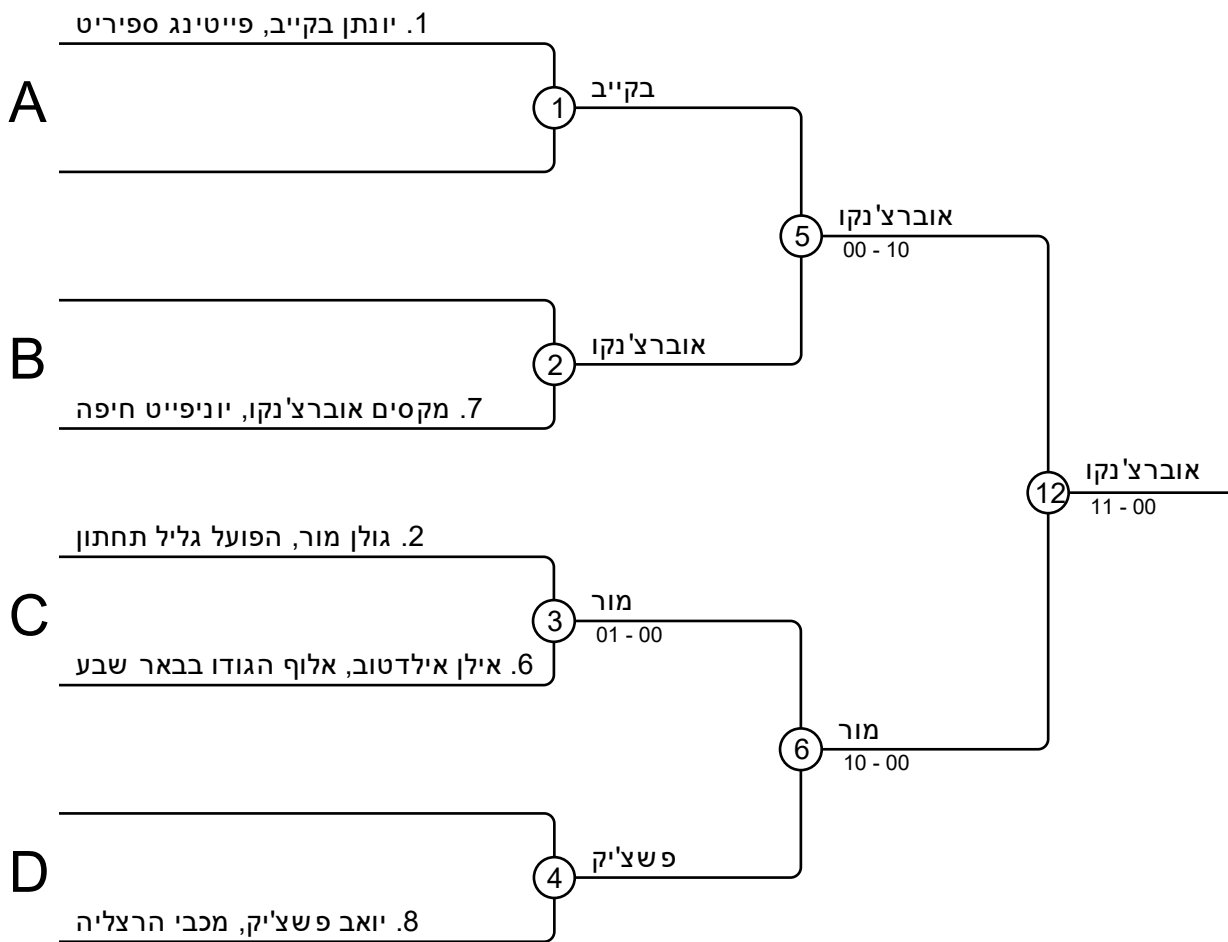 1. יונתן בקייב, פייטינג ספיריט
A
1
בקייב
5
אוברצ'נקו
00 - 10
B
2
אוברצ'נקו
7. מקסים אוברצ'נקו, יוניפייט חיפה
12
אוברצ'נקו
11 - 00
2. גולן מור, הפועל גליל תחתון
C
3
מור
01 - 00
6. אילן אילדטוב, אלוף הגודו בבאר שבע
6
מור
10 - 00
D
4
פשצ'יק
8. יואב פשצ'יק, מכבי הרצליה